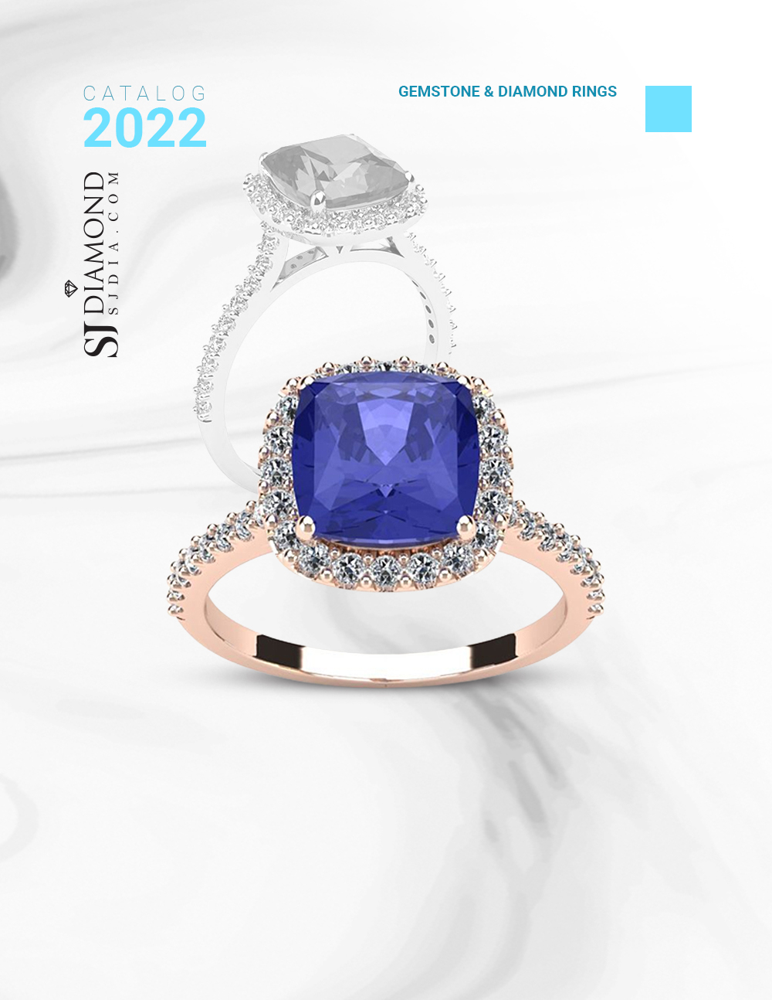 CATALOG
2022
GEMSTONE & DIAMOND RINGS
SJ DIAMOND
SJDIA.COM